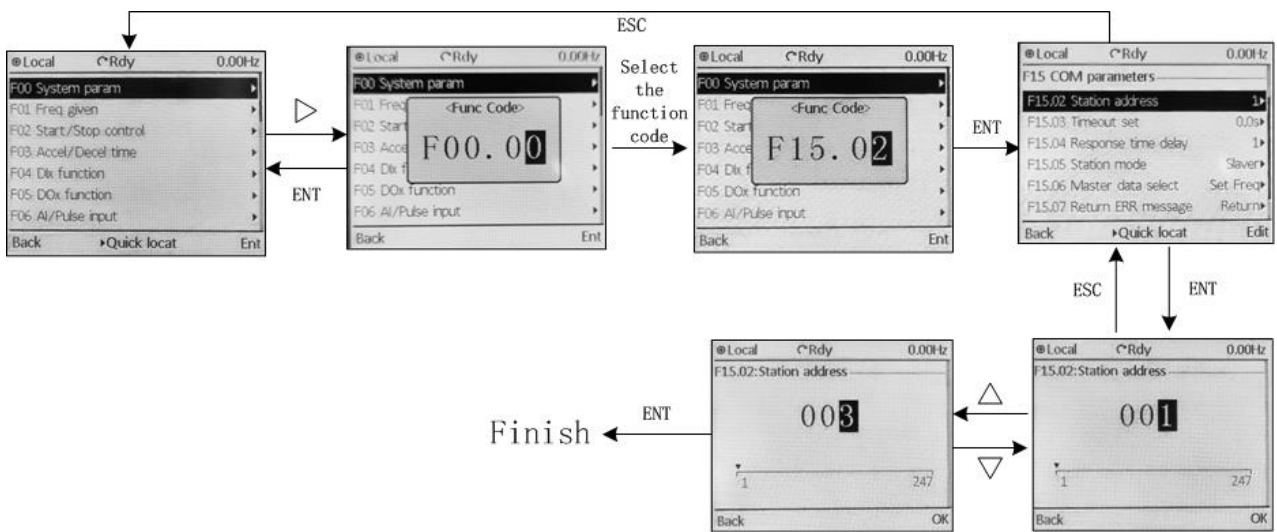 ESC
⊕Local ↷Rdy 0.00Hz
F00 System param
F01 Freq given
F02 Start/Stop control
F03 Accel/Decel time
F04 DIx function
F05 DOx function
F06 AI/Pulse input
Back ▸Quick locat Ent
ENT
⊕Local ↷Rdy 0.00Hz
F00 System param
F01 Freq
F02 Start
F03 Acce
F04 DIx f
F05 DOx function
F06 AI/Pulse input
<Func Code>
F00.00
Back Ent
Select
the
function
code
⊕Local ↷Rdy 0.00Hz
F00 System param
F01 Freq
F02 Start
F03 Acce
F04 DIx f
F05 DOx function
F06 AI/Pulse input
<Func Code>
F15.02
Back Ent
ENT
⊕Local ↷Rdy 0.00Hz
F15 COM parameters
F15.02 Station address 1
F15.03 Timeout set 0.0s
F15.04 Response time delay 1
F15.05 Station mode Slaver
F15.06 Master data select Set Freq
F15.07 Return ERR message Return
Back ▸Quick locat Edit
ESC
ENT
⊕Local ↷Rdy 0.00Hz
F15.02:Station address
003
1 247
Back OK
⊕Local ↷Rdy 0.00Hz
F15.02:Station address
001
1 247
Back OK
ENT
Finish